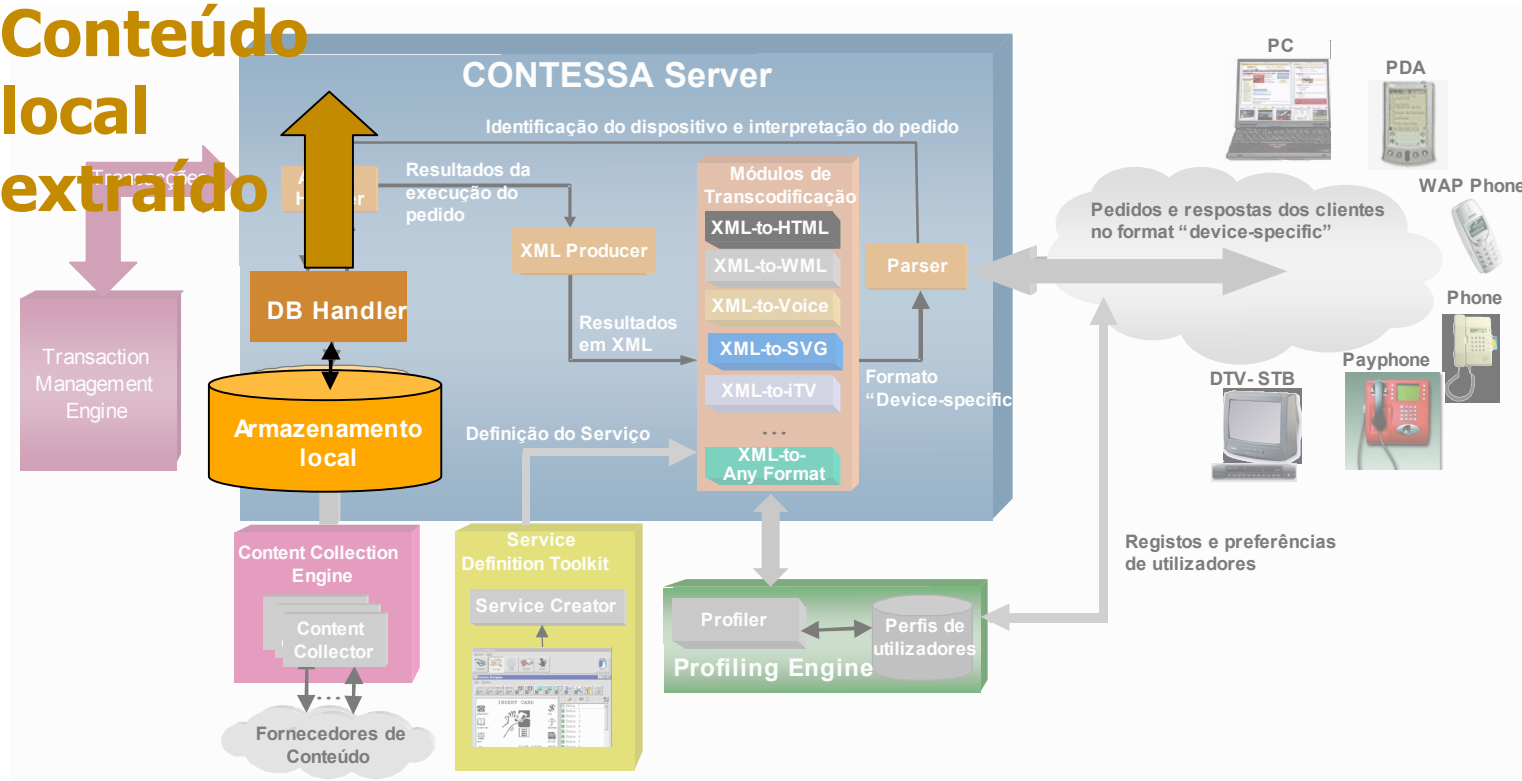 Conteúdo
local
extraído
CONTESSA Server
Identificação do dispositivo e interpretação do pedido
Transacções
Resultados da
execução do
pedido
XML Producer
Módulos de
Transcodificação
XML-to-HTML
XML-to-WML
XML-to-Voice
XML-to-SVG
XML-to-iTV
...
XML-to-
Any Format
Parser
DB Handler
Resultados
em XML
Formato
“Device-specific
Armazenamento
local
Definição do Serviço
Transaction
Management
Engine
PC
PDA
WAP Phone
Pedidos e respostas dos clientes
no format “device-specific”
Phone
Payphone
DTV- STB
Registos e preferências
de utilizadores
Content Collection
Engine
Content
Collector
...
Fornecedores de
Conteúdo
Service
Definition Toolkit
Service Creator
INSERT CARD
Profiler
Perfis de
utilizadores
Profiling Engine